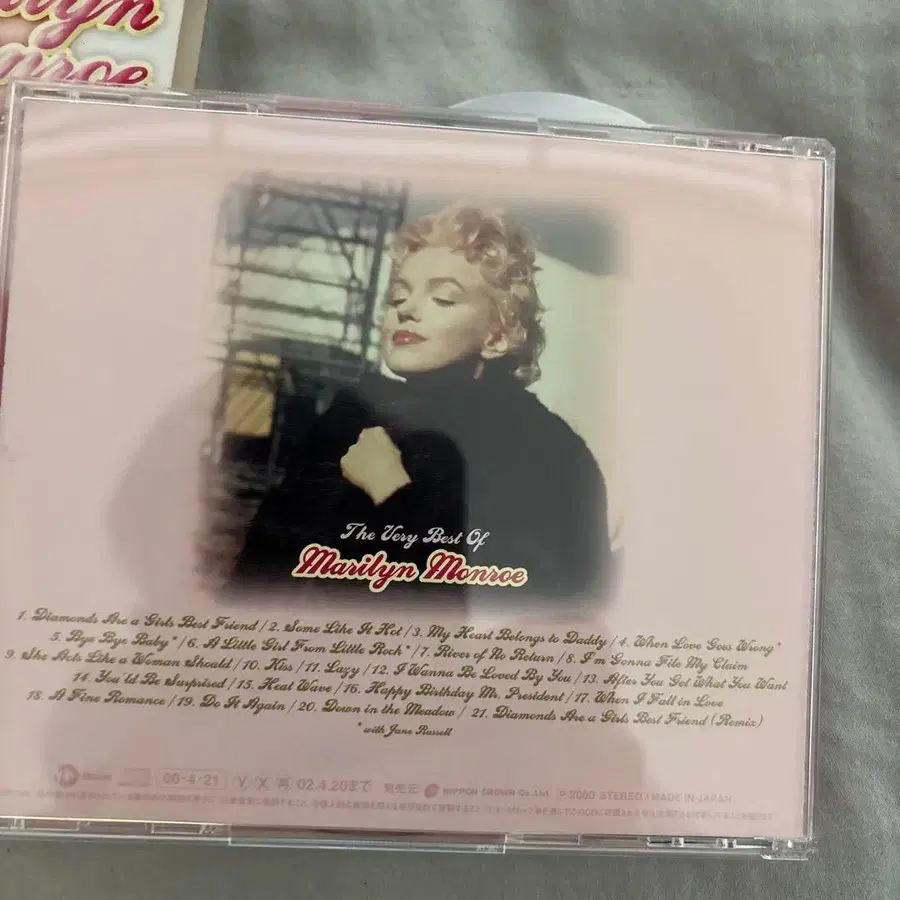 Monroe
The Very Best Of
Marilyn Monroe
1. Diamonds Are a Girls Best Friend / 2. Some Like It Hot / 3. My Heart Belongs to Daddy / 4. When Love Goes Wrong*
5. Bye Bye Baby* / 6. A Little Girl From Little Rock* / 7. River of No Return / 8. I'm Gonna File My Claim
9. She Acts Like a Woman Should / 10. Kiss / 11. Lazy / 12. I Wanna Be Loved By You / 13. After You Get What You Want
14. You'd Be Surprised / 15. Heat Wave / 16. Happy Birthday Mr. President / 17. When I Fall in Love
18. A Fine Romance / 19. Do It Again / 20. Down in the Meadow / 21. Diamonds Are a Girls Best Friend (Remix)
*with Jane Russell
00・4・21 Y X 再 02.4.20まで 発売元 NIPPON CROWN Co.,Ltd. P 2000 STEREO / MADE IN JAPAN